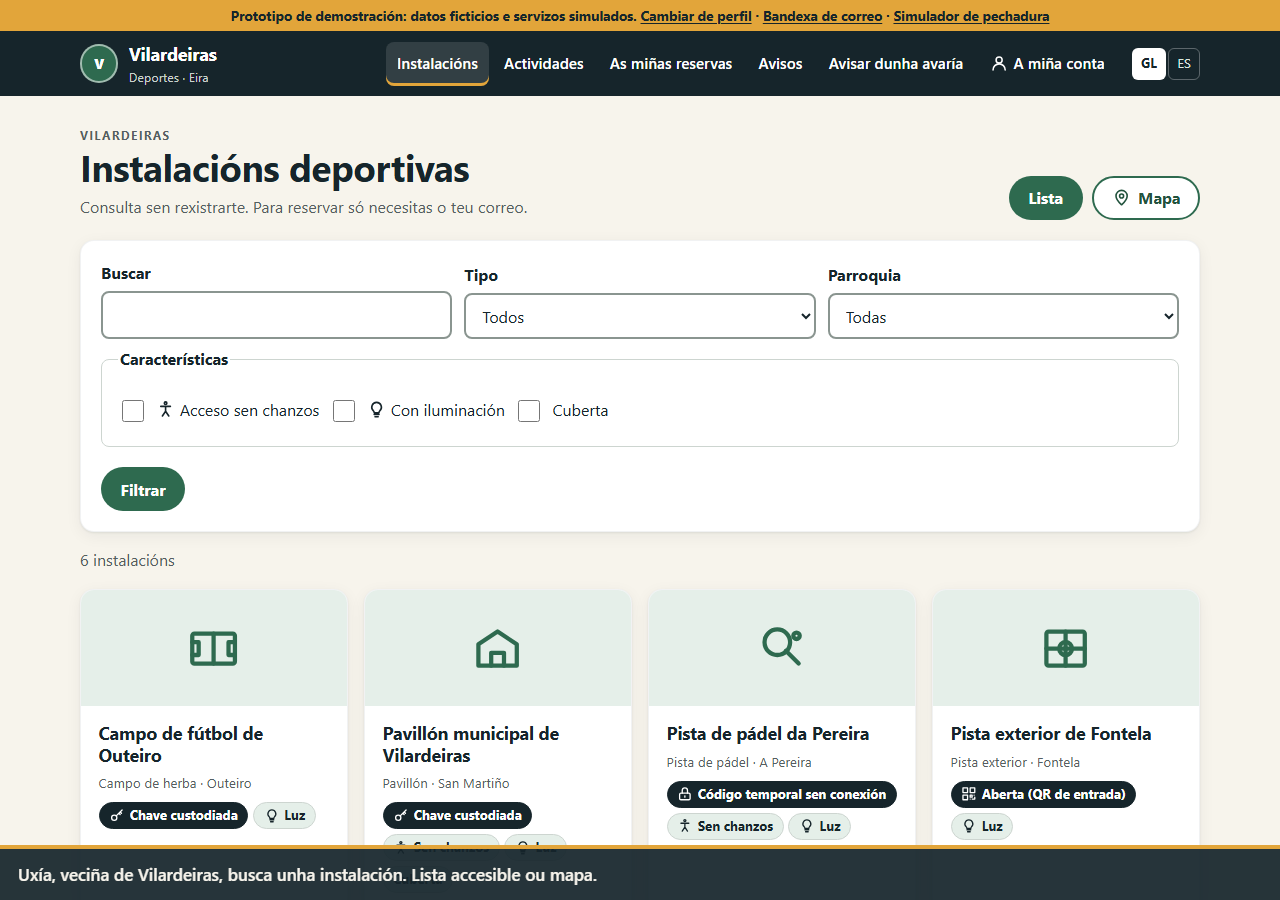 Prototipo de demostración: datos ficticios e servizos simulados. Cambiar de perfil · Bandexa de correo · Simulador de pechadura
V
Vilardeiras
Deportes · Eira
Instalacións
Actividades
As miñas reservas
Avisos
Avisar dunha avaría
A miña conta
GL
ES
VILARDEIRAS
Instalacións deportivas
Consulta sen rexistrarte. Para reservar só necesitas o teu correo.
Lista
Mapa
Buscar
Tipo
Parroquia
Todos
Todas
Características
Acceso sen chanzos
Con iluminación
Cuberta
Filtrar
6 instalacións
Campo de fútbol de
Outeiro
Campo de herba · Outeiro
Chave custodiada
Luz
Pavillón municipal de
Vilardeiras
Pavillón · San Martiño
Chave custodiada
Sen chanzos
Luz
Pista de pádel da Pereira
Pista de pádel · A Pereira
Código temporal sen conexión
Sen chanzos
Luz
Pista exterior de Fontela
Pista exterior · Fontela
Aberta (QR de entrada)
Luz
Uxía, veciña de Vilardeiras, busca unha instalación. Lista accesible ou mapa.